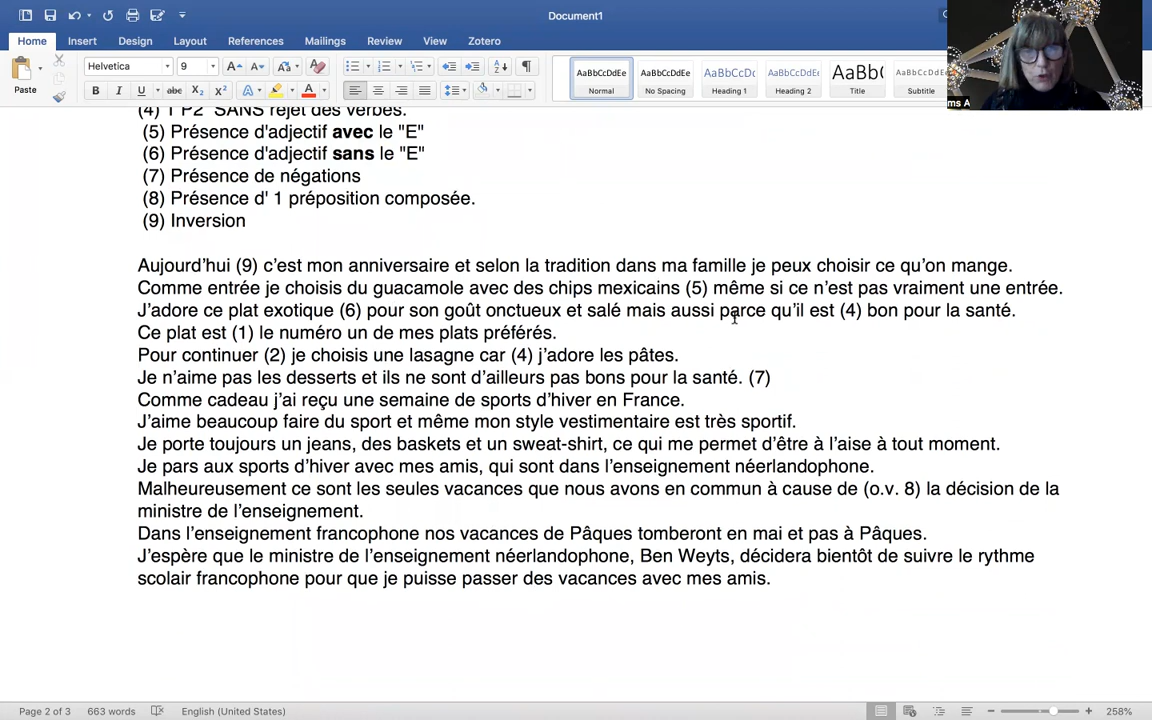 Document1
Home Insert Design Layout References Mailings Review View Zotero
Paste
Helvetica 9
AaBbCcDdEe AaBbCcDdEe AaBbCcDc AaBbCcDdEe AaBb( AaBbCcDdEe
Normal No Spacing Heading 1 Heading 2 Title Subtitle
ms A
(4) 1 P2 SANS rejet des verbes.
(5) Présence d'adjectif avec le "E"
(6) Présence d'adjectif sans le "E"
(7) Présence de négations
(8) Présence d' 1 préposition composée.
(9) Inversion
Aujourd’hui (9) c’est mon anniversaire et selon la tradition dans ma famille je peux choisir ce qu’on mange.
Comme entrée je choisis du guacamole avec des chips mexicains (5) même si ce n’est pas vraiment une entrée.
J’adore ce plat exotique (6) pour son goût onctueux et salé mais aussi parce qu’il est (4) bon pour la santé.
Ce plat est (1) le numéro un de mes plats préférés.
Pour continuer (2) je choisis une lasagne car (4) j’adore les pâtes.
Je n’aime pas les desserts et ils ne sont d’ailleurs pas bons pour la santé. (7)
Comme cadeau j’ai reçu une semaine de sports d’hiver en France.
J’aime beaucoup faire du sport et même mon style vestimentaire est très sportif.
Je porte toujours un jeans, des baskets et un sweat-shirt, ce qui me permet d’être à l’aise à tout moment.
Je pars aux sports d’hiver avec mes amis, qui sont dans l’enseignement néerlandophone.
Malheureusement ce sont les seules vacances que nous avons en commun à cause de (o.v. 8) la décision de la
ministre de l’enseignement.
Dans l’enseignement francophone nos vacances de Pâques tomberont en mai et pas à Pâques.
J’espère que le ministre de l’enseignement néerlandophone, Ben Weyts, décidera bientôt de suivre le rythme
scolair francophone pour que je puisse passer des vacances avec mes amis.
Page 2 of 3 663 words English (United States) 258%